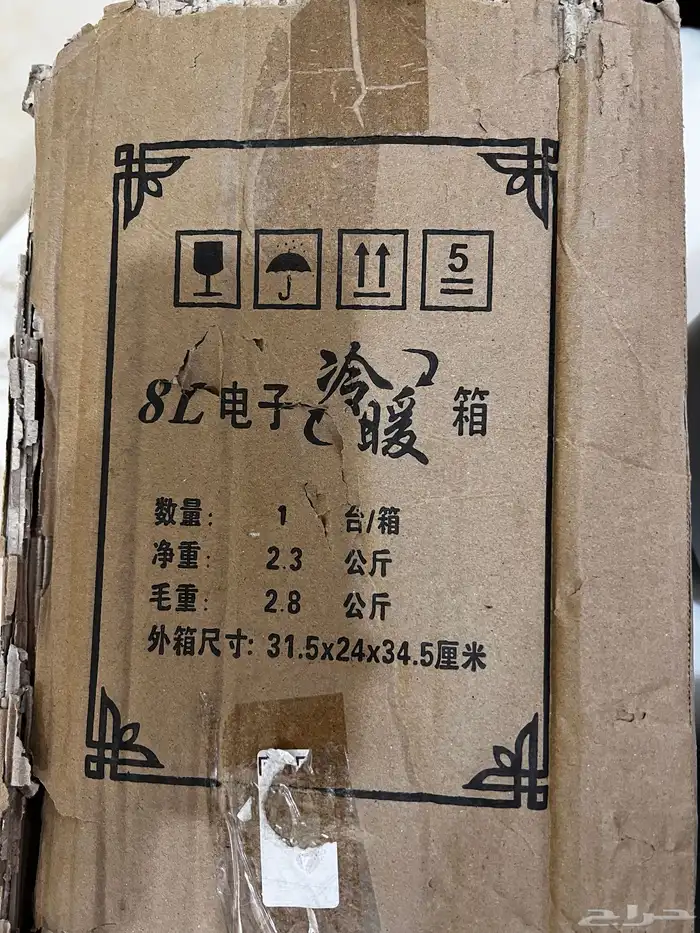 5
8L电子冷暖箱
数量: 1 台/箱
净重: 2.3 公斤
毛重: 2.8 公斤
外箱尺寸: 31.5x24x34.5厘米
حراج